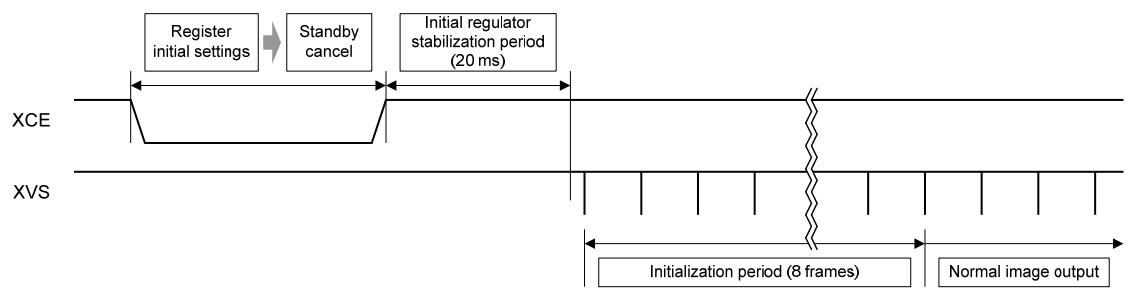 Register
initial settings
Standby
cancel
Initial regulator
stabilization period
(20 ms)
XCE
XVS
Initialization period (8 frames)
Normal image output